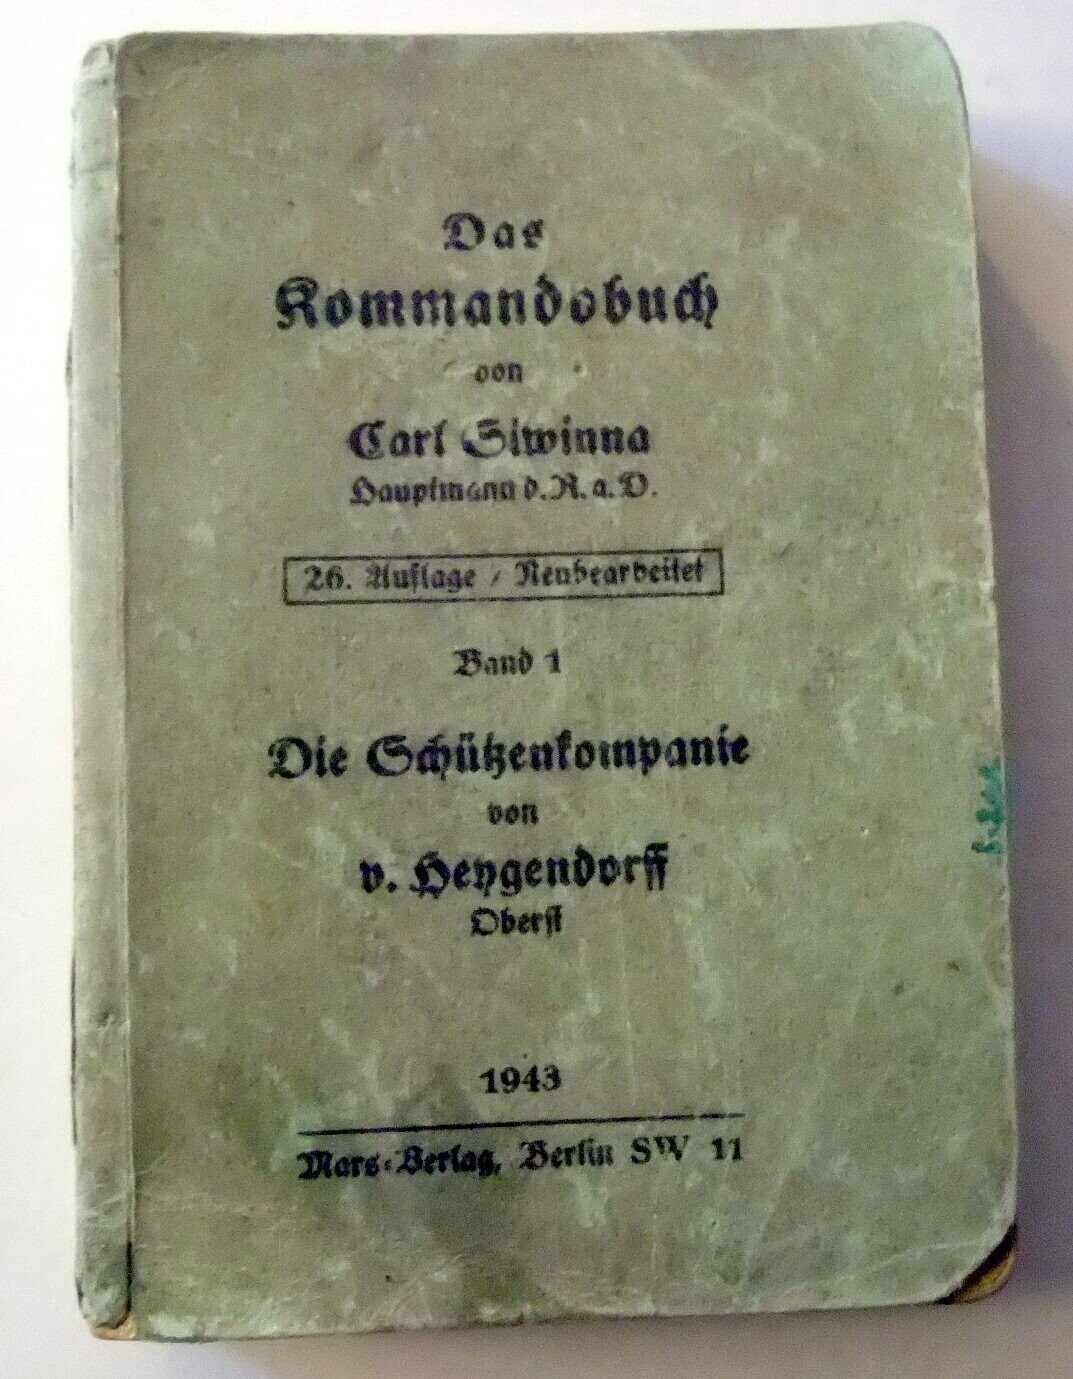 Das
Kommandobuch
von
Carl Siwinna
Hauptmann d. R. a. D.
26. Auflage / Neubearbeitet
Band 1
Die Schützenkompanie
von
v. Heygendorff
Oberst
1943
Mars-Verlag, Berlin SW 11